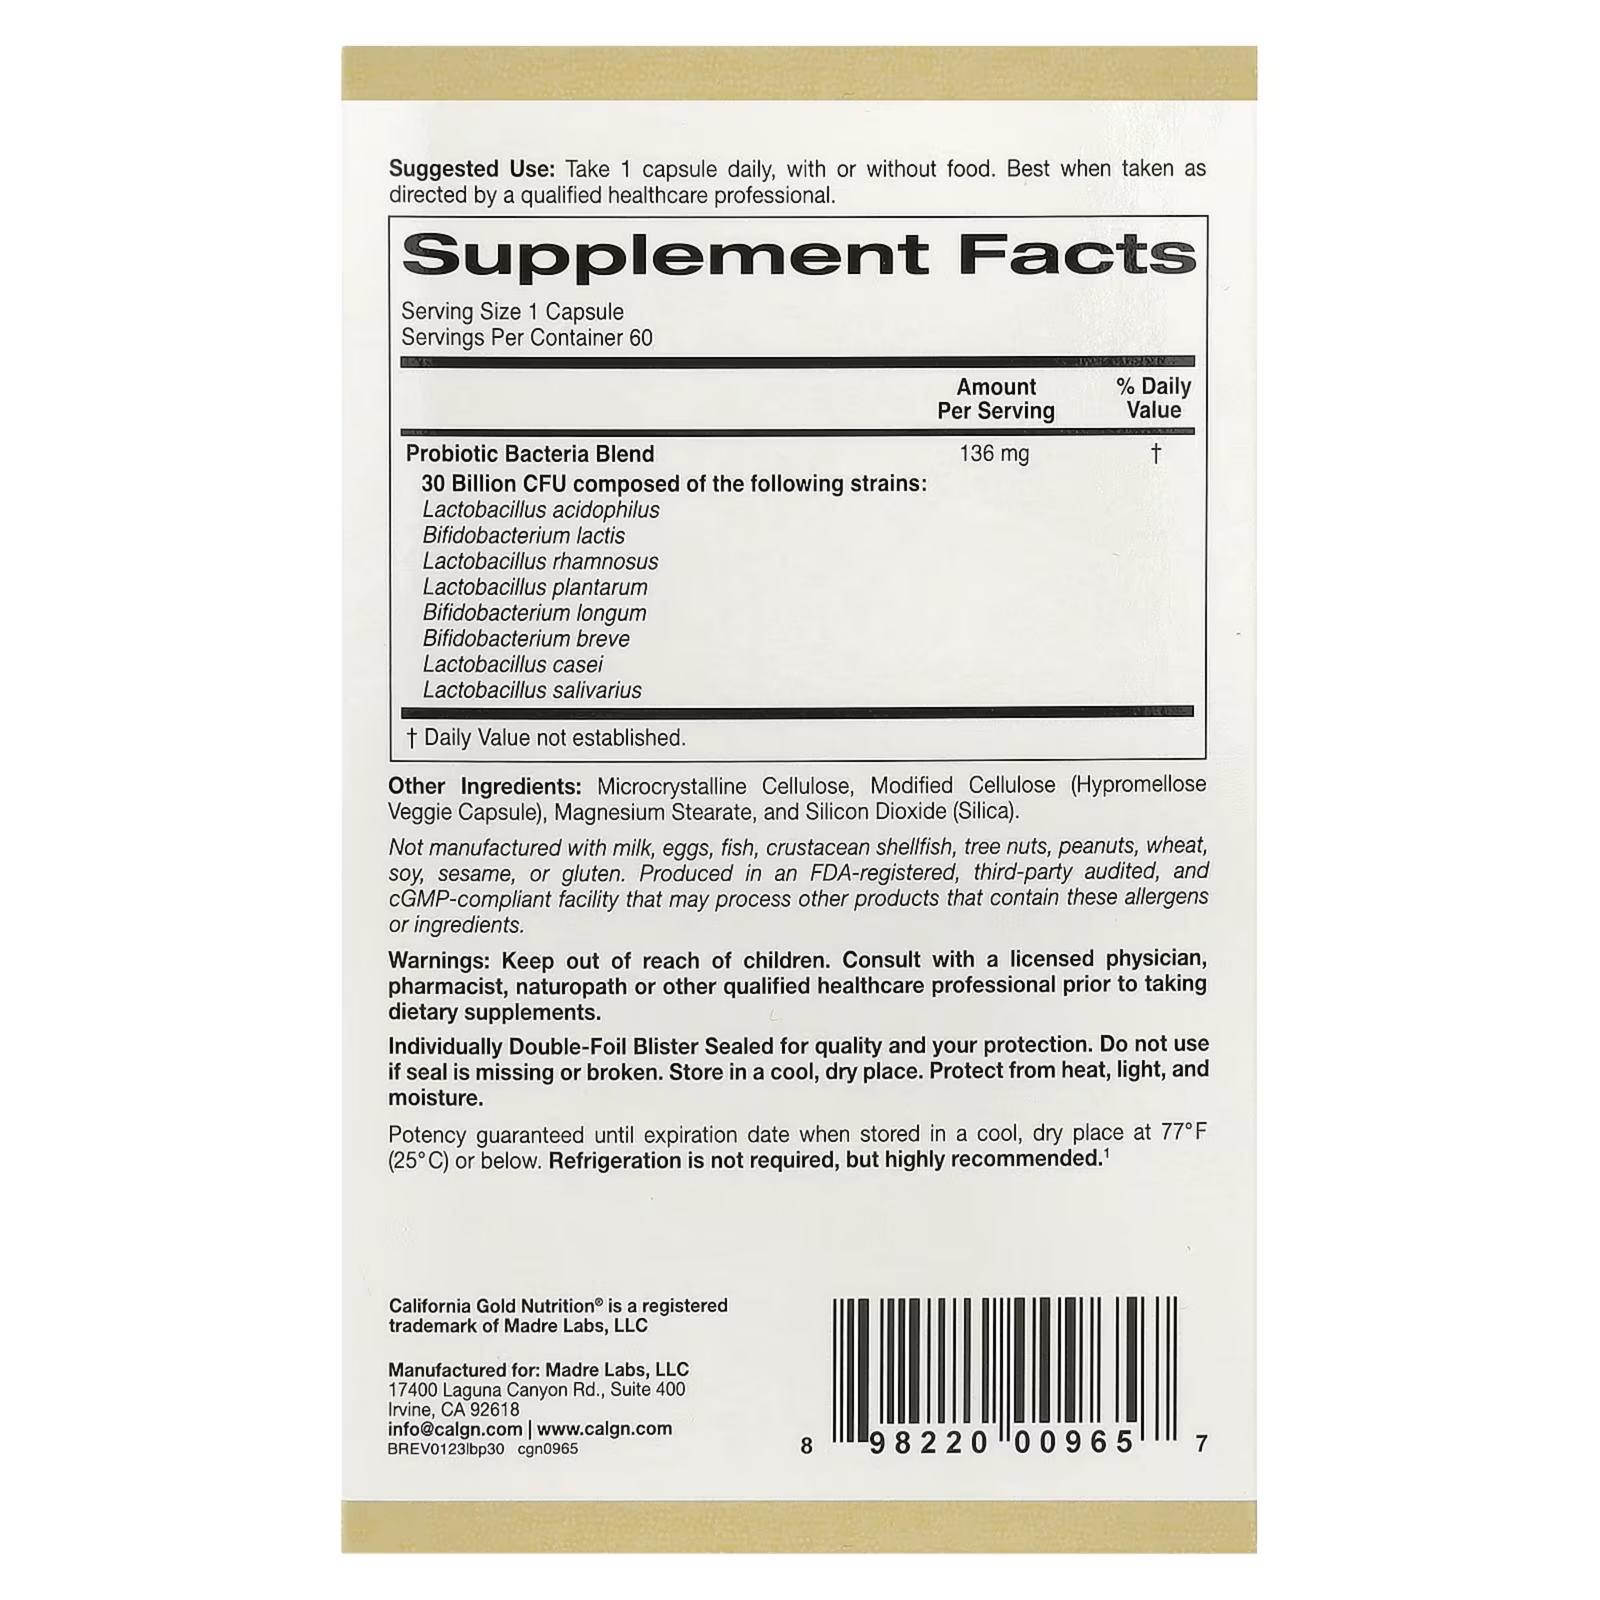 Suggested Use: Take 1 capsule daily, with or without food. Best when taken as
directed by a qualified healthcare professional.
Supplement Facts
Serving Size 1 Capsule
Servings Per Container 60
Amount Per Serving
% Daily Value
Probiotic Bacteria Blend 136 mg †
30 Billion CFU composed of the following strains:
Lactobacillus acidophilus
Bifidobacterium lactis
Lactobacillus rhamnosus
Lactobacillus plantarum
Bifidobacterium longum
Bifidobacterium breve
Lactobacillus casei
Lactobacillus salivarius
† Daily Value not established.
Other Ingredients: Microcrystalline Cellulose, Modified Cellulose (Hypromellose
Veggie Capsule), Magnesium Stearate, and Silicon Dioxide (Silica).
Not manufactured with milk, eggs, fish, crustacean shellfish, tree nuts, peanuts, wheat,
soy, sesame, or gluten. Produced in an FDA-registered, third-party audited, and
cGMP-compliant facility that may process other products that contain these allergens
or ingredients.
Warnings: Keep out of reach of children. Consult with a licensed physician,
pharmacist, naturopath or other qualified healthcare professional prior to taking
dietary supplements.
Individually Double-Foil Blister Sealed for quality and your protection. Do not use
if seal is missing or broken. Store in a cool, dry place. Protect from heat, light, and
moisture.
Potency guaranteed until expiration date when stored in a cool, dry place at 77°F
(25°C) or below. Refrigeration is not required, but highly recommended.¹
California Gold Nutrition® is a registered
trademark of Madre Labs, LLC
Manufactured for: Madre Labs, LLC
17400 Laguna Canyon Rd., Suite 400
Irvine, CA 92618
info@calgn.com | www.calgn.com
BREV0123lbp30 cgn0965
8 98220 00965 7